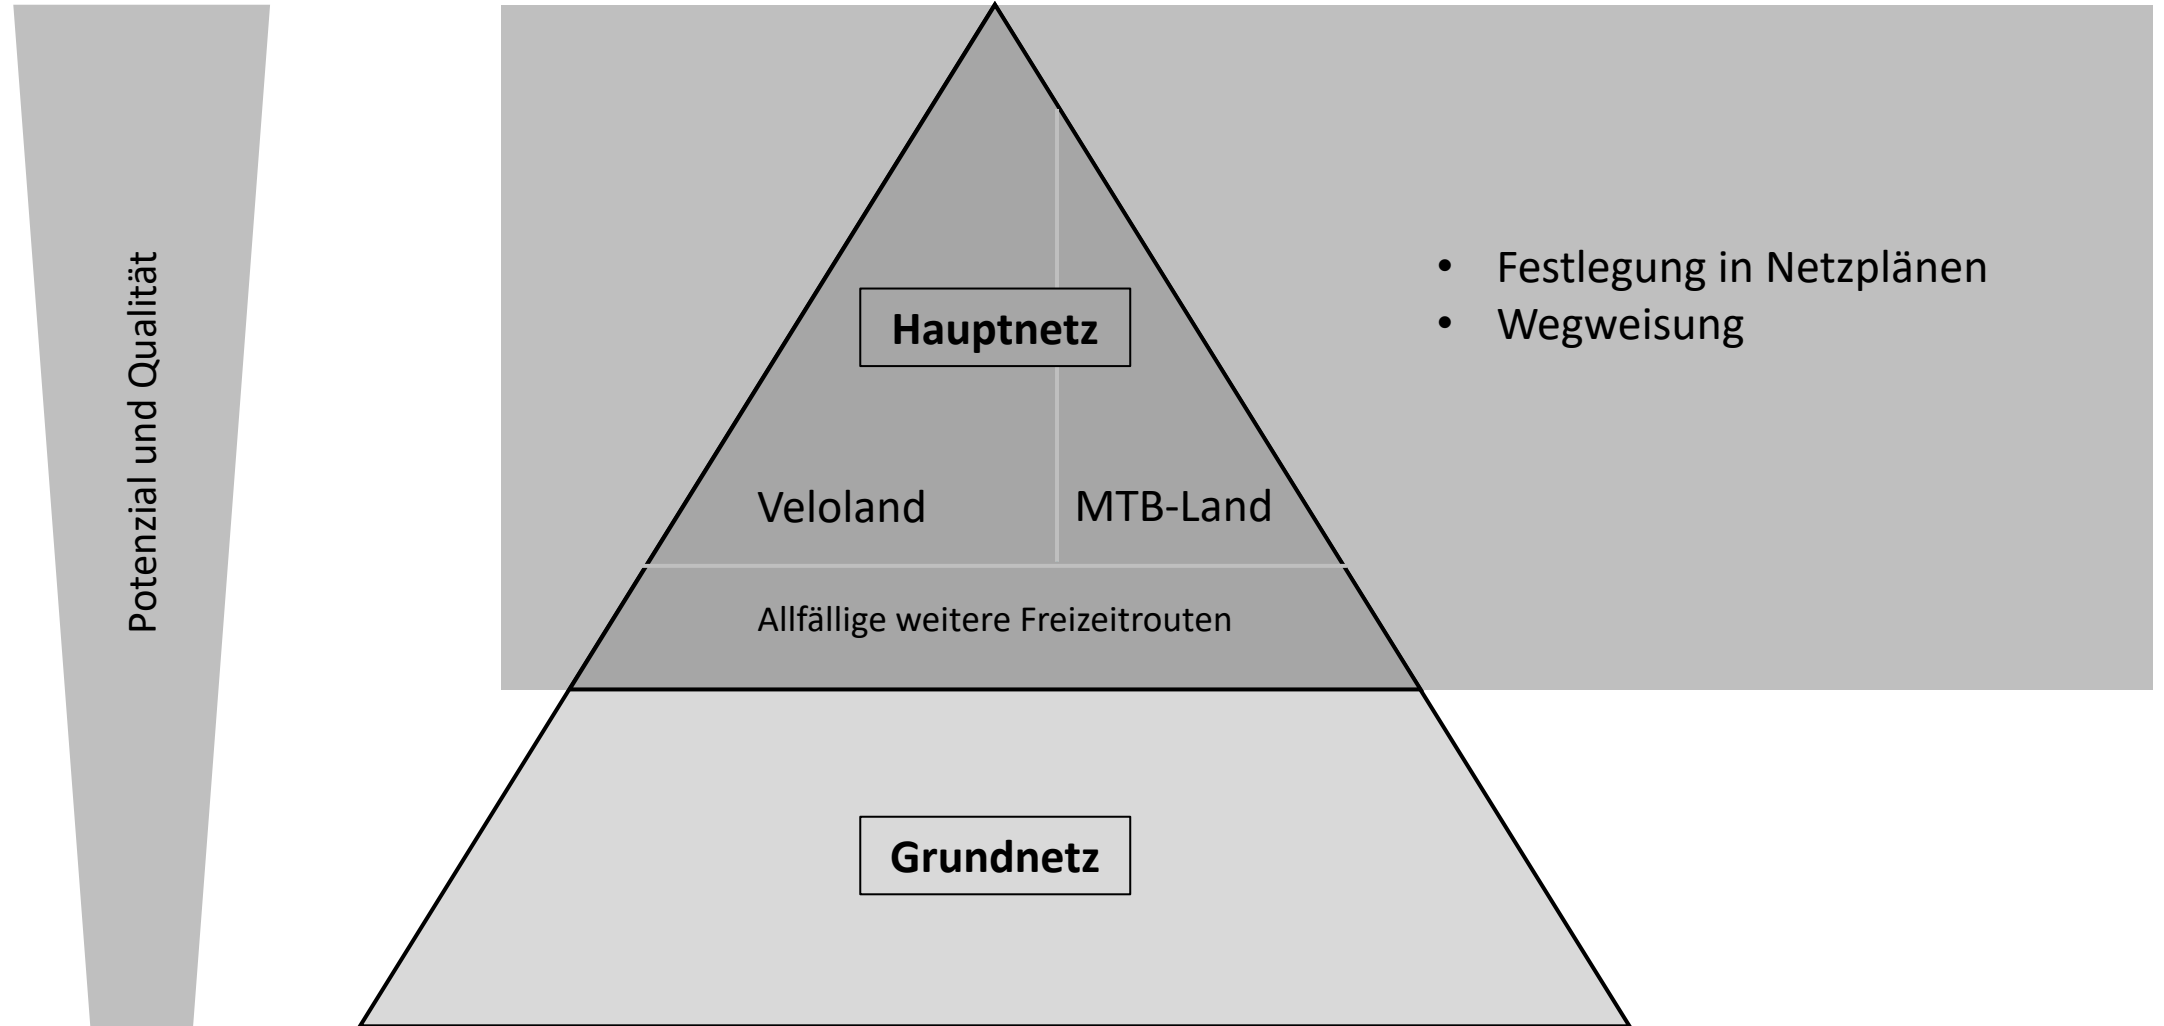 Potenzial und Qualität
Hauptnetz
Veloland
MTB-Land
Allfällige weitere Freizeitrouten
Grundnetz
• Festlegung in Netzplänen
• Wegweisung